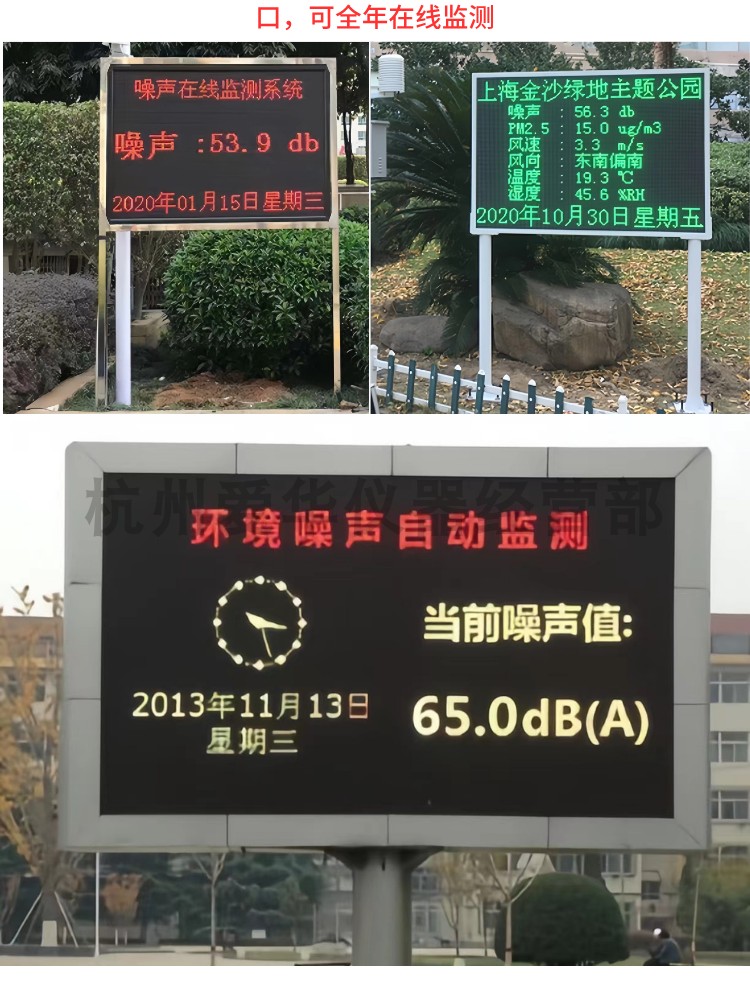 口，可全年在线监测
噪声在线监测系统
噪声 :53.9 db
2020年01月15日星期三
上海金沙绿地主题公园
噪声 : 56.3 db
PM2.5 : 15.0 ug/m3
风速 : 3.3 m/s
风向 : 东南偏南
温度 : 19.3 ℃
湿度 : 45.6 %RH
2020年10月30日星期五
杭州爱华仪器经营部
环境噪声自动监测
当前噪声值:
2013年11月13日
星期三
65.0dB(A)